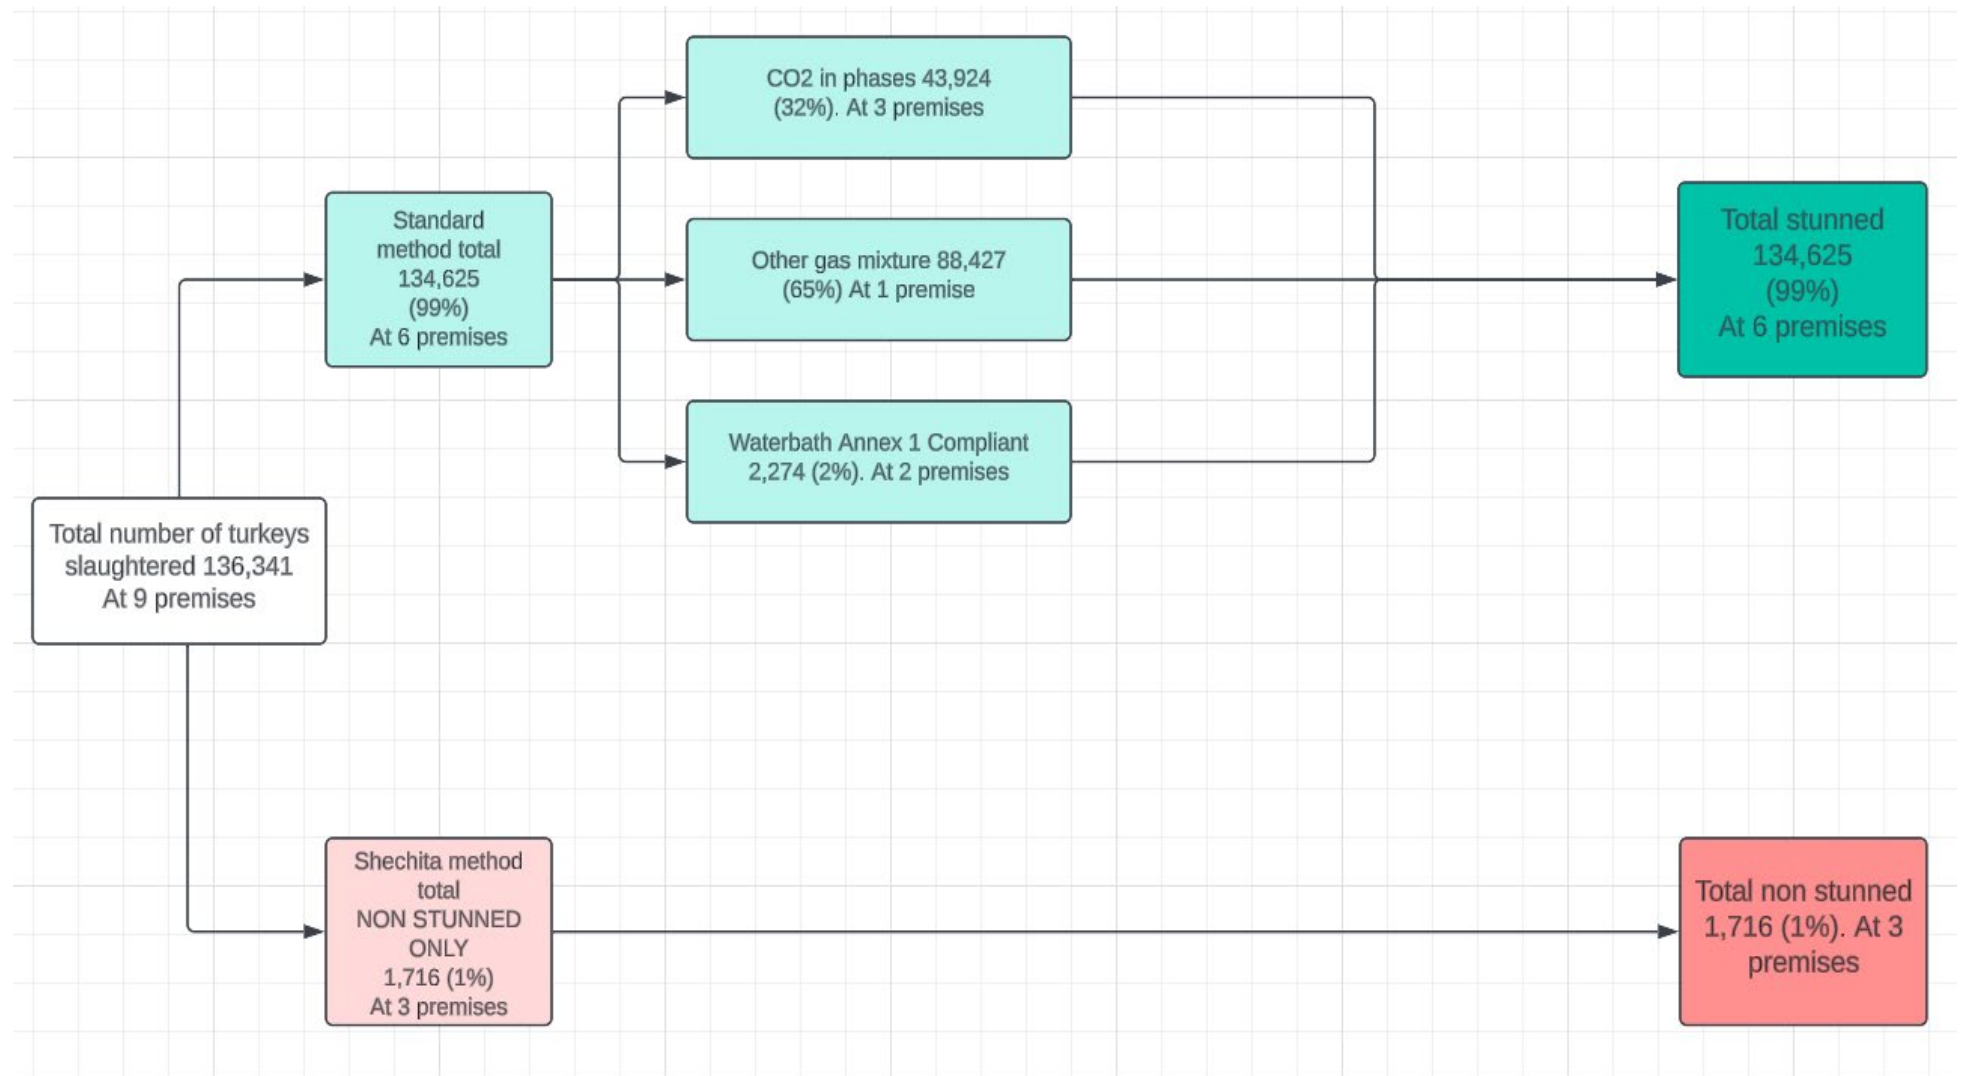 CO2 in phases 43,924
(32%). At 3 premises
Standard
method total
134,625
(99%)
At 6 premises
Other gas mixture 88,427
(65%) At 1 premise
Total stunned
134,625
(99%)
At 6 premises
Waterbath Annex 1 Compliant
2,274 (2%). At 2 premises
Total number of turkeys
slaughtered 136,341
At 9 premises
Shechita method
total
NON STUNNED
ONLY
1,716 (1%)
At 3 premises
Total non stunned
1,716 (1%). At 3
premises